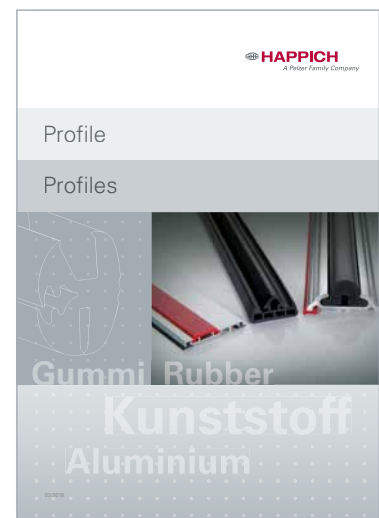 HAPPICH
A Pelzer Family Company
Profile
Profiles
Gummi Rubber
Kunststoff
Aluminium